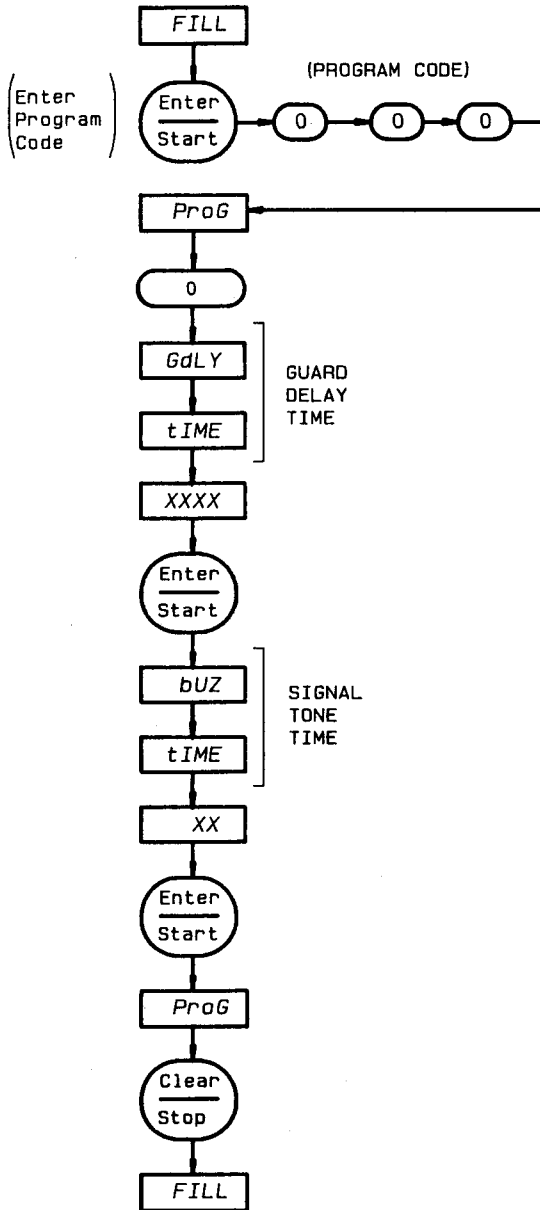 FILL
(PROGRAM CODE)
(Enter
Program
Code)
Enter
Start
0
0
0
ProG
0
GdLY
tIME
GUARD
DELAY
TIME
XXXX
Enter
Start
bUZ
tIME
SIGNAL
TONE
TIME
XX
Enter
Start
ProG
Clear
Stop
FILL